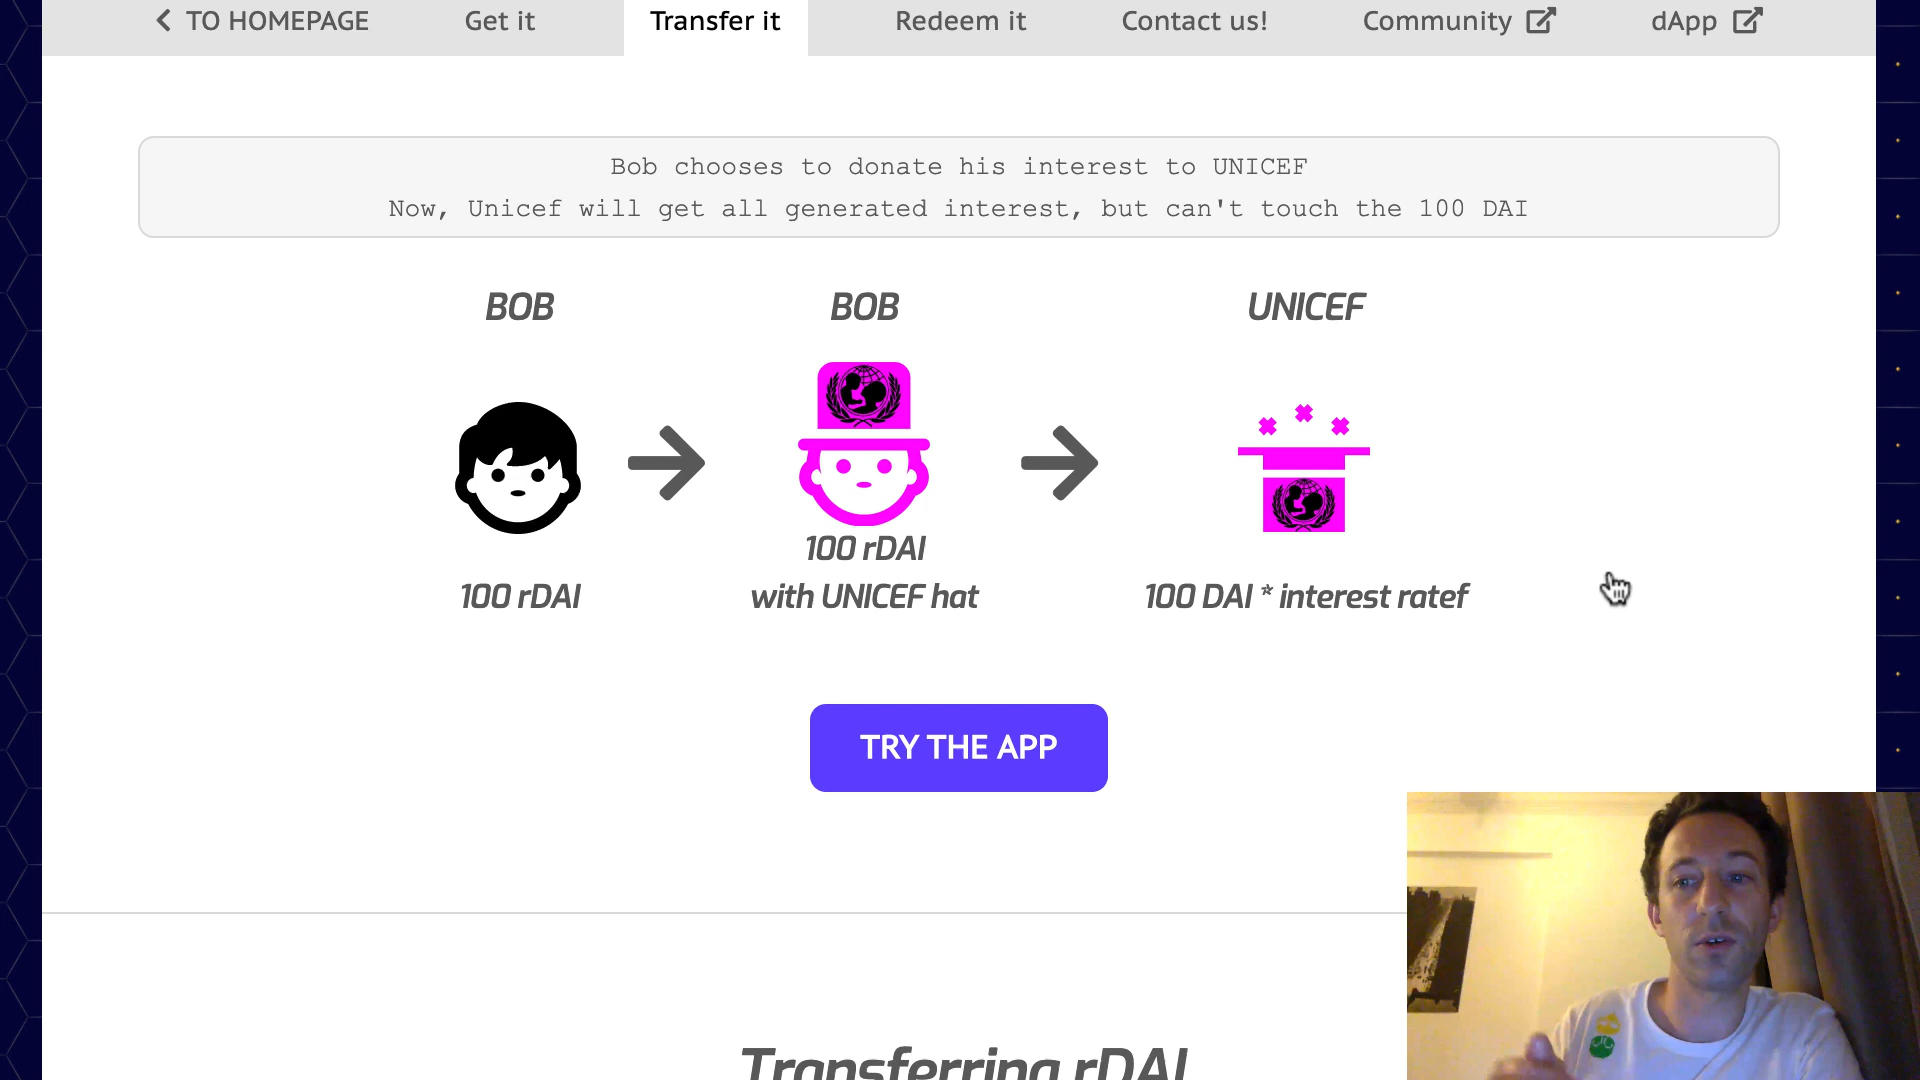 TO HOMEPAGE Get it Transfer it Redeem it Contact us! Community dApp
Bob chooses to donate his interest to UNICEF
Now, Unicef will get all generated interest, but can't touch the 100 DAI
BOB BOB UNICEF
100 rDAI
100 rDAI with UNICEF hat 100 DAI * interest ratef
TRY THE APP
Transferring rDAI